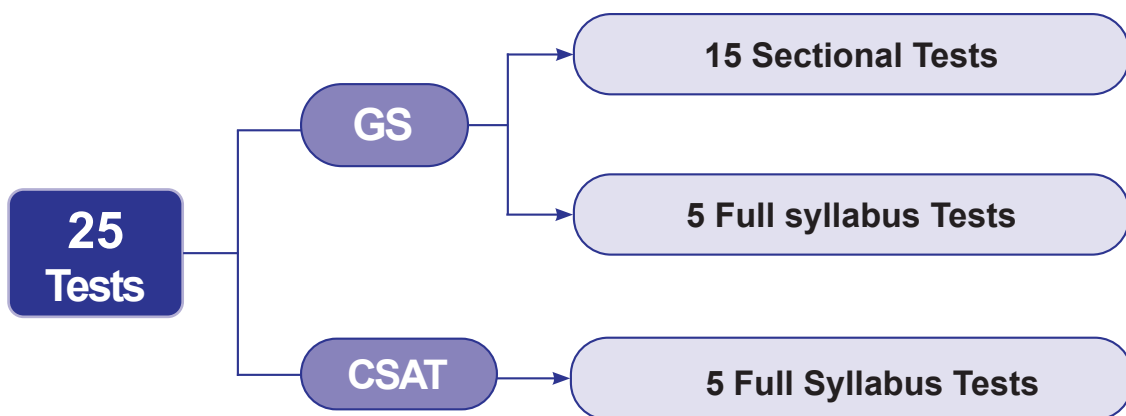 15 Sectional Tests
GS
25
Tests
5 Full syllabus Tests
CSAT
5 Full Syllabus Tests